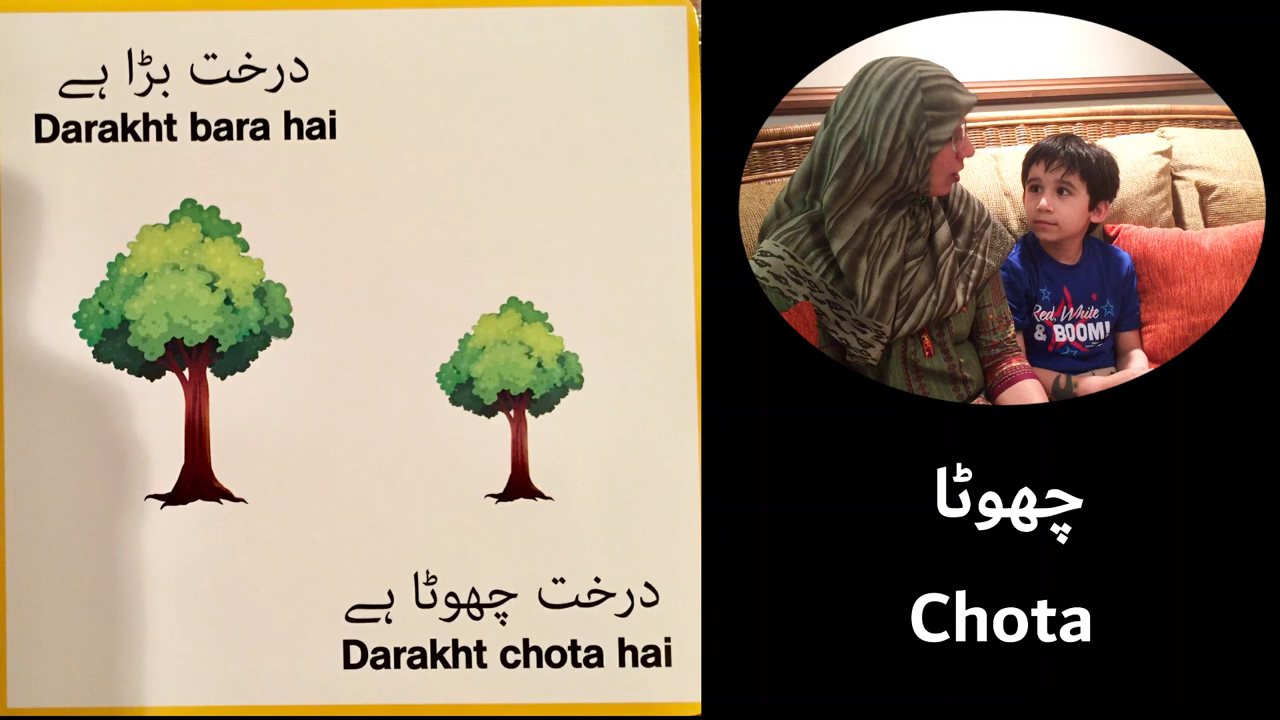 درخت بڑا ہے
Darakht bara hai
درخت چھوٹا ہے
Darakht chota hai
Red, White
& BOOM!
چھوٹا
Chota